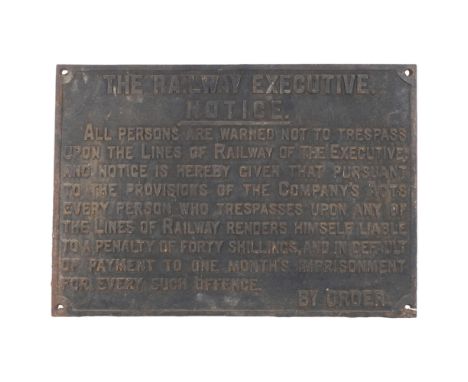 THE RAILWAY EXECUTIVE.
NOTICE.
ALL PERSONS ARE WARNED NOT TO TRESPASS
UPON THE LINES OF RAILWAY OF THE EXECUTIVE,
AND NOTICE IS HEREBY GIVEN THAT PURSUANT
TO THE PROVISIONS OF THE COMPANY'S ACTS
EVERY PERSON WHO TRESPASSES UPON ANY OF
THE LINES OF RAILWAY RENDERS HIMSELF LIABLE
TO A PENALTY OF FORTY SHILLINGS, AND IN DEFAULT
OF PAYMENT TO ONE MONTH'S IMPRISONMENT
FOR EVERY SUCH OFFENCE.
BY ORDER.